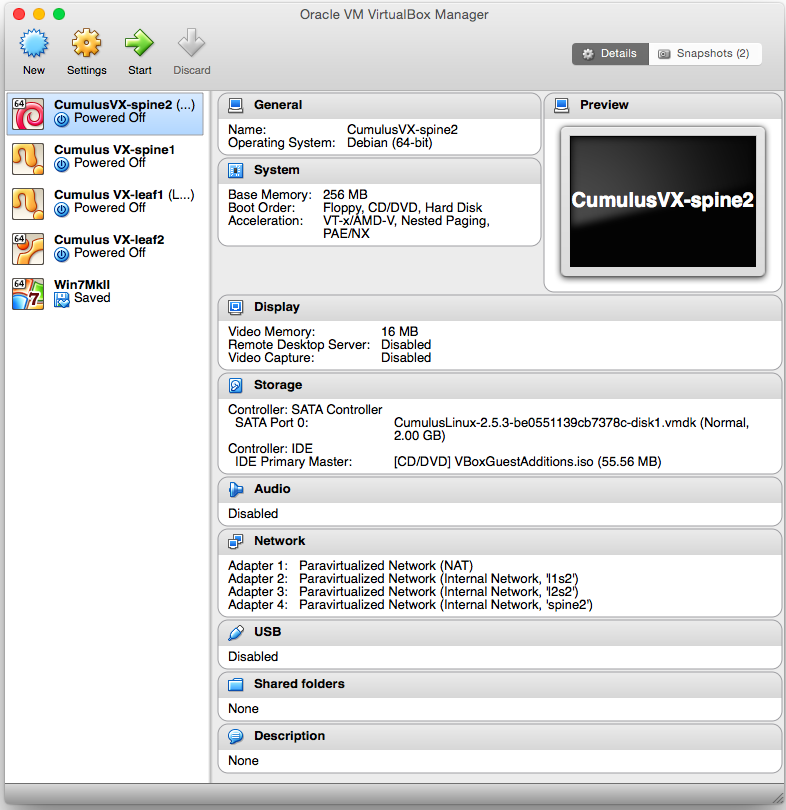 Oracle VM VirtualBox Manager
New
Settings
Start
Discard
Details
Snapshots (2)
64
CumulusVX-spine2 (...)
Powered Off
Cumulus VX-spine1
Powered Off
Cumulus VX-leaf1 (L...)
Powered Off
64
Cumulus VX-leaf2
Powered Off
64
7
Win7MkII
Saved
General
Name: CumulusVX-spine2
Operating System: Debian (64-bit)
System
Base Memory: 256 MB
Boot Order: Floppy, CD/DVD, Hard Disk
Acceleration: VT-x/AMD-V, Nested Paging,
PAE/NX
Preview
CumulusVX-spine2
Display
Video Memory: 16 MB
Remote Desktop Server: Disabled
Video Capture: Disabled
Storage
Controller: SATA Controller
SATA Port 0: CumulusLinux-2.5.3-be0551139cb7378c-disk1.vmdk (Normal,
2.00 GB)
Controller: IDE
IDE Primary Master: [CD/DVD] VBoxGuestAdditions.iso (55.56 MB)
Audio
Disabled
Network
Adapter 1: Paravirtualized Network (NAT)
Adapter 2: Paravirtualized Network (Internal Network, 'l1s2')
Adapter 3: Paravirtualized Network (Internal Network, 'l2s2')
Adapter 4: Paravirtualized Network (Internal Network, 'spine2')
USB
Disabled
Shared folders
None
Description
None